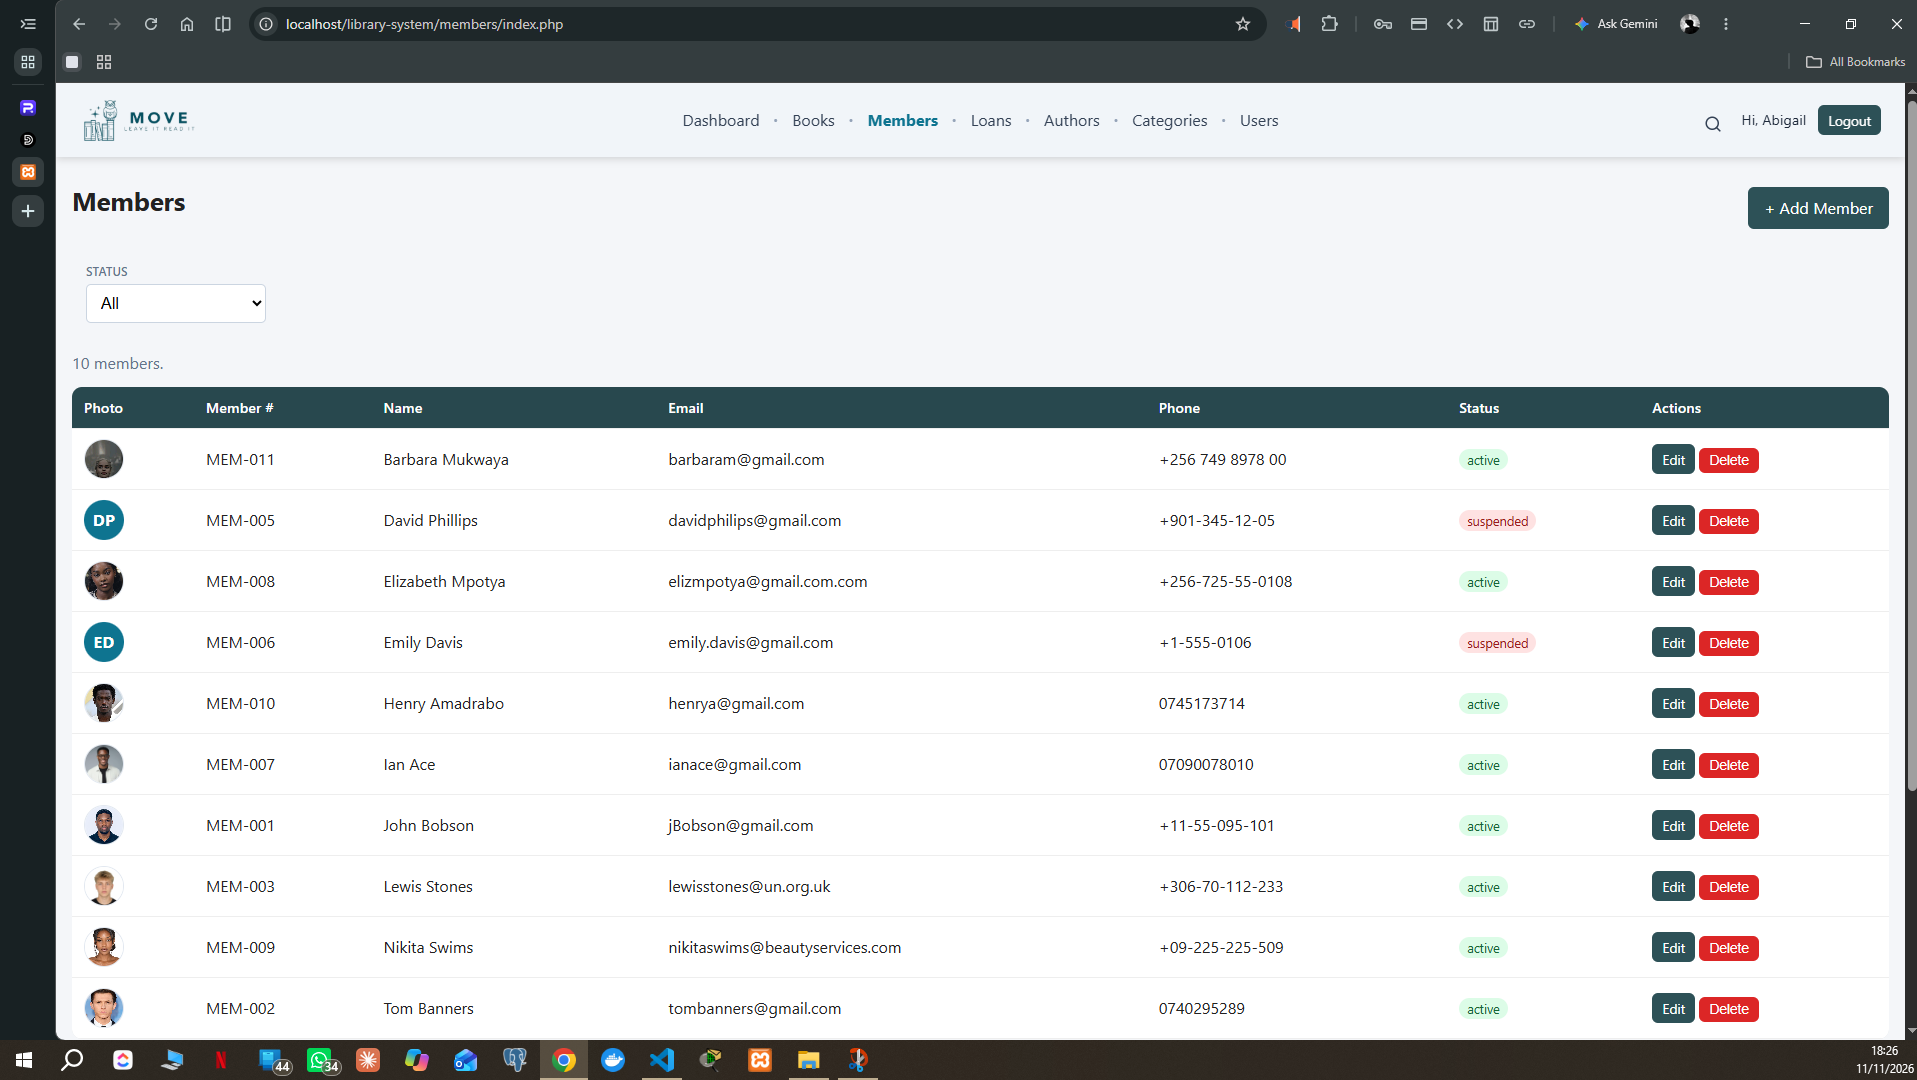 localhost/library-system/members/index.php
Ask Gemini
All Bookmarks
MOVE
LEAVE IT READ IT
Dashboard • Books • Members • Loans • Authors • Categories • Users
Hi, Abigail
Logout
Members
+ Add Member
STATUS
All
10 members.
Photo Member # Name Email Phone Status Actions
MEM-011 Barbara Mukwaya barbaram@gmail.com +256 749 8978 00 active Edit Delete
DP MEM-005 David Phillips davidphilips@gmail.com +901-345-12-05 suspended Edit Delete
MEM-008 Elizabeth Mpotya elizmpotya@gmail.com.com +256-725-55-0108 active Edit Delete
ED MEM-006 Emily Davis emily.davis@gmail.com +1-555-0106 suspended Edit Delete
MEM-010 Henry Amadrabo henrya@gmail.com 0745173714 active Edit Delete
MEM-007 Ian Ace ianace@gmail.com 07090078010 active Edit Delete
MEM-001 John Bobson jBobson@gmail.com +11-55-095-101 active Edit Delete
MEM-003 Lewis Stones lewisstones@un.org.uk +306-70-112-233 active Edit Delete
MEM-009 Nikita Swims nikitaswims@beautyservices.com +09-225-225-509 active Edit Delete
MEM-002 Tom Banners tombanners@gmail.com 0740295289 active Edit Delete
44
34
18:26
11/11/2026